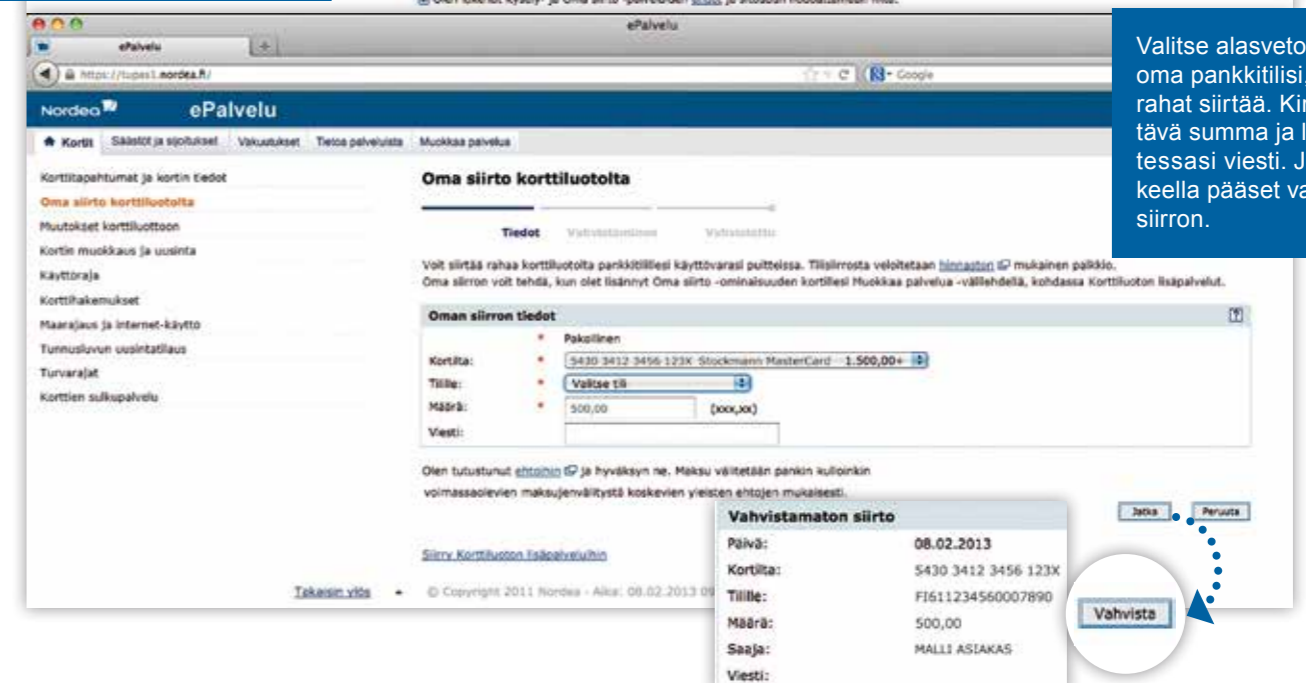 ePalvelu
ePalvelu
https://tupas1.nordea.fi/
Google
Nordea ePalvelu
Kortit Säästöt ja sijoitukset Vakuutukset Tietoa palveluista Muokkaa palvelua
Korttitapahtumat ja kortin tiedot
Oma siirto korttiluotolta
Muutokset korttiluottoon
Kortin muokkaus ja uusinta
Käyttöraja
Korttihakemukset
Maarajaus ja internet-käyttö
Tunnusluvun uusintatilaus
Turvarajat
Korttien sulkupalvelu
Oma siirto korttiluotolta
Tiedot Vahvistaminen Vahvistettu
Voit siirtää rahaa korttiluotolta pankkitilillesi käyttövarasi puitteissa. Tilisiirrosta veloitetaan hinnaston mukainen palkkio.
Oma siirron voit tehdä, kun olet lisännyt Oma siirto -ominaisuuden kortillesi Muokkaa palvelua -välilehdellä, kohdassa Korttiluoton lisäpalvelut.
Oman siirron tiedot
* Pakollinen
Kortilta: * 5430 3412 3456 123X Stockmann MasterCard 1.500,00+
Tilille: * Valitse tili
Määrä: * 500,00 (xxx,xx)
Viesti:
Olen tutustunut ehtoihin ja hyväksyn ne. Maksu välitetään pankin kulloinkin
voimassaolevien maksujenvälitystä koskevien yleisten ehtojen mukaisesti.
Jatka Peruuta
Siirry Korttiluoton lisäpalveluihin
Takaisin ylös © Copyright 2011 Nordea - Aika: 08.02.2013 09
Vahvistamaton siirto
Päivä: 08.02.2013
Kortilta: 5430 3412 3456 123X
Tilille: FI611234560007890
Määrä: 500,00
Saaja: MALLI ASIAKAS
Viesti:
Vahvista
Valitse alasveto
oma pankkitilisi,
rahat siirtää. Kir
tävä summa ja l
tessasi viesti. J
keella pääset va
siirron.